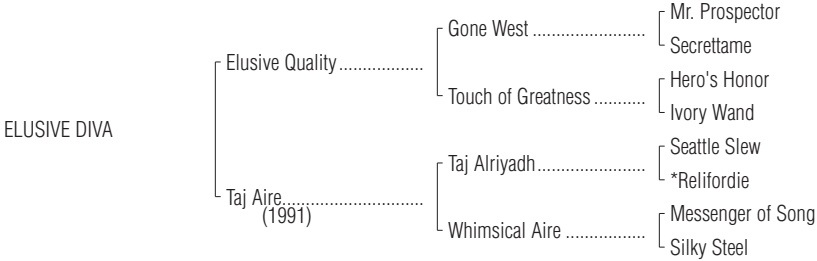 Mr. Prospector
Gone West ........................
Secrettame
Elusive Quality ..................
Hero's Honor
Touch of Greatness ...........
Ivory Wand
ELUSIVE DIVA
Seattle Slew
Taj Alriyadh .......................
*Relifordie
Taj Aire..............................
(1991)
Messenger of Song
Whimsical Aire .................
Silky Steel